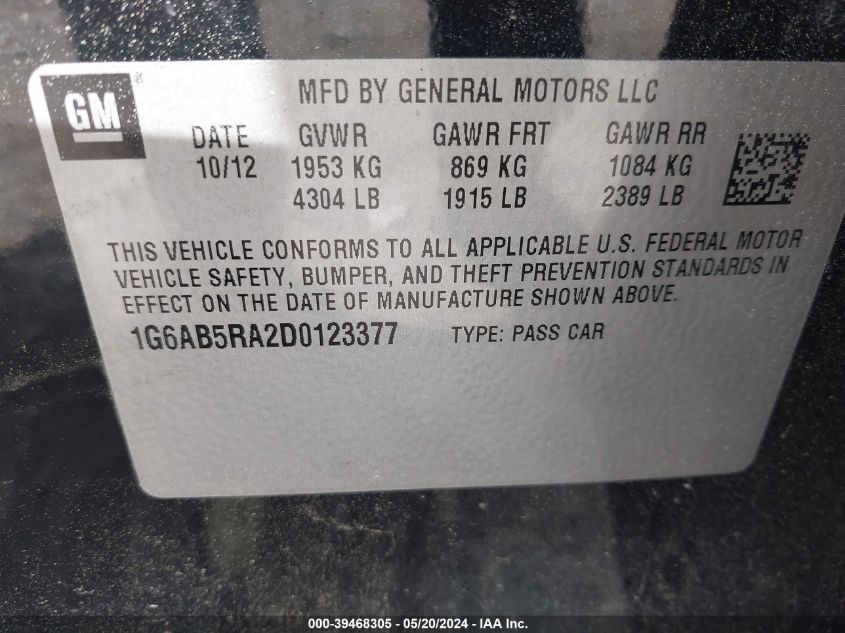 GM ®
MFD BY GENERAL MOTORS LLC
DATE GVWR GAWR FRT GAWR RR
10/12 1953 KG 869 KG 1084 KG
4304 LB 1915 LB 2389 LB
THIS VEHICLE CONFORMS TO ALL APPLICABLE U.S. FEDERAL MOTOR
VEHICLE SAFETY, BUMPER, AND THEFT PREVENTION STANDARDS IN
EFFECT ON THE DATE OF MANUFACTURE SHOWN ABOVE.
1G6AB5RA2D0123377 TYPE: PASS CAR
000-39468305 - 05/20/2024 - IAA Inc.